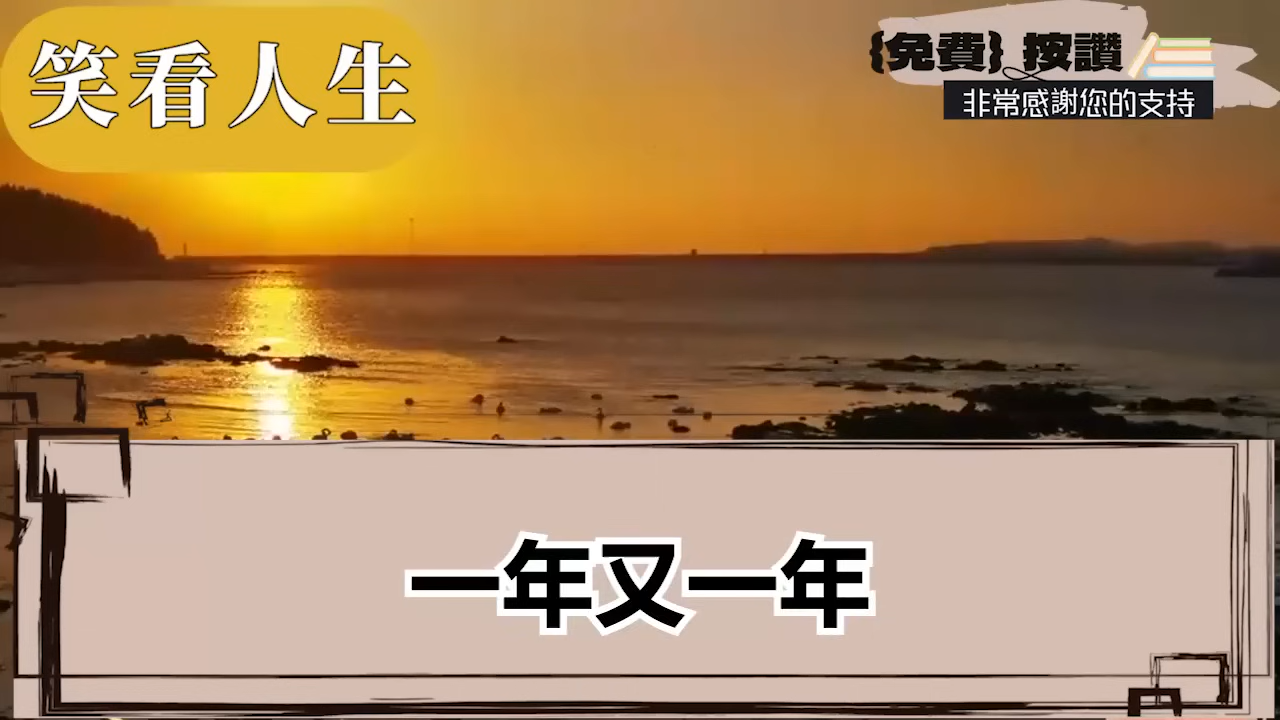 笑看人生
{免費} 按讚
非常感謝您的支持
一年又一年